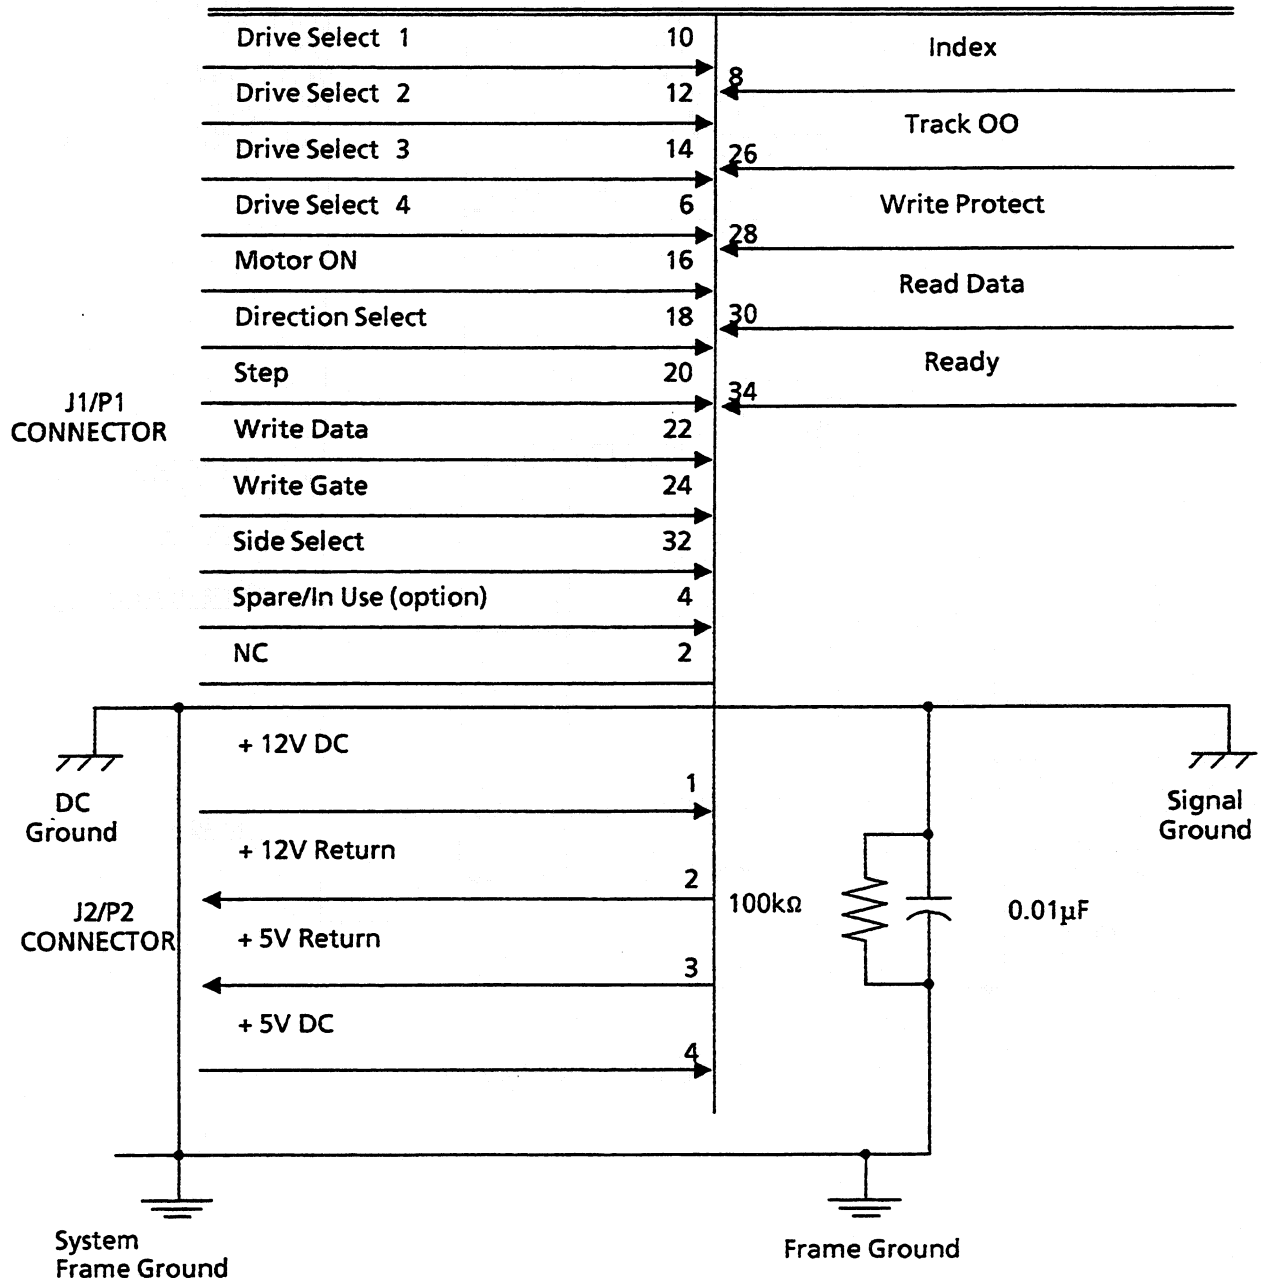 Drive Select 1 10
Drive Select 2 12
Drive Select 3 14
Drive Select 4 6
Motor ON 16
Direction Select 18
Step 20
Write Data 22
Write Gate 24
Side Select 32
Spare/In Use (option) 4
NC 2
Index
8
Track OO
26
Write Protect
28
Read Data
30
Ready
34
J1/P1
CONNECTOR
+ 12V DC
1
+ 12V Return
2
+ 5V Return
3
+ 5V DC
4
DC
Ground
J2/P2
CONNECTOR
100kΩ
0.01μF
Signal
Ground
System
Frame Ground
Frame Ground